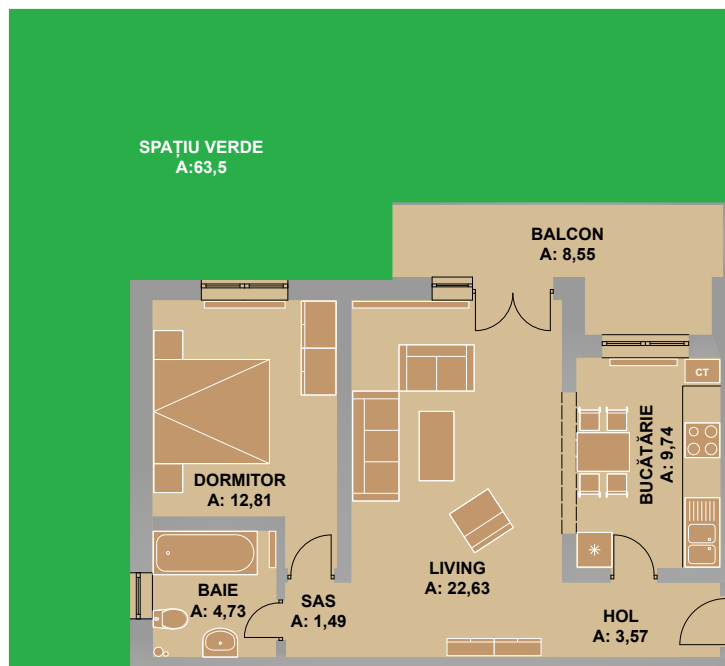 SPAȚIU VERDE
A:63,5
BALCON
A: 8,55
CT
BUCĂTĂRIE
A: 9,74
DORMITOR
A: 12,81
LIVING
A: 22,63
BAIE
A: 4,73
SAS
A: 1,49
HOL
A: 3,57